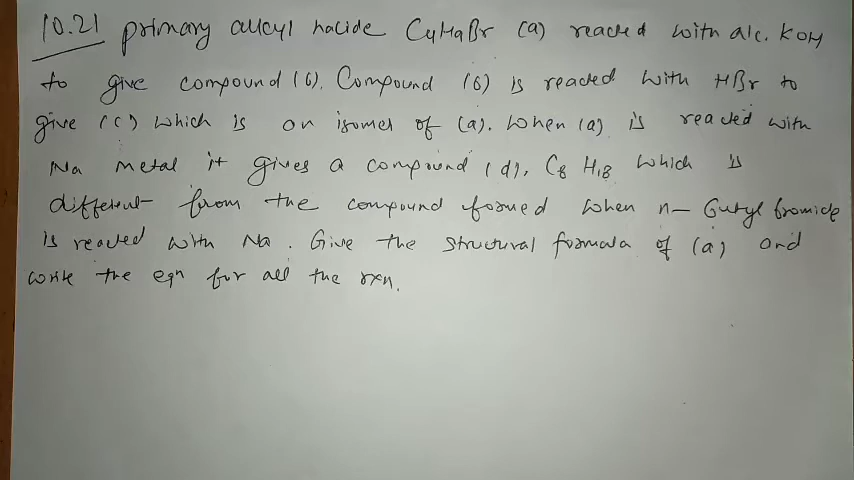 10.21 primary alkyl halide C4H9Br (a) reacted with alc. KOH
to give compound (b). Compound (b) is reacted with HBr to
give (c) which is an isomer of (a). When (a) is reacted with
Na metal it gives a compound (d), C8 H18 which is
different from the compound formed when n- butyl bromide
is reacted with Na. Give the structural formula of (a) and
write the eqn for all the rxn.